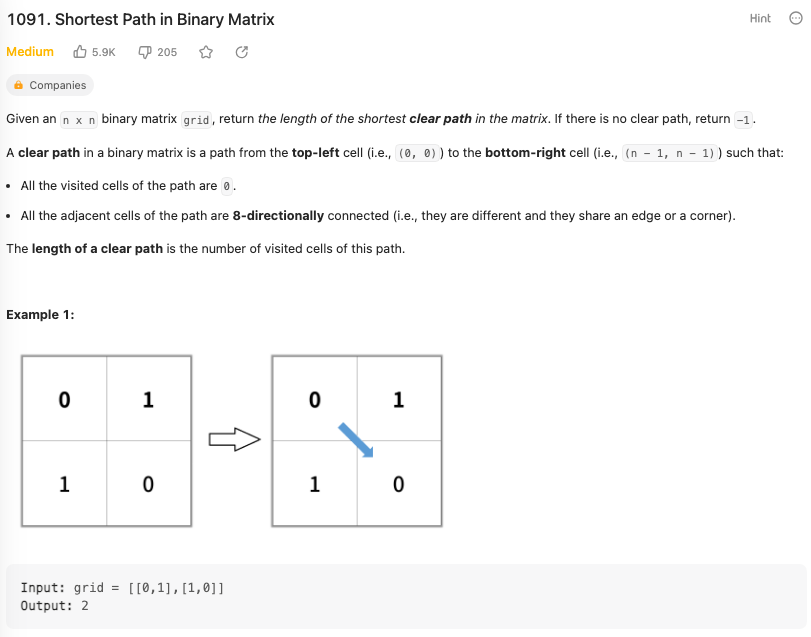 1091. Shortest Path in Binary Matrix
Hint
Medium 5.9K 205
Companies
Given an n x n binary matrix grid, return the length of the shortest clear path in the matrix. If there is no clear path, return -1.
A clear path in a binary matrix is a path from the top-left cell (i.e., (0, 0)) to the bottom-right cell (i.e., (n - 1, n - 1)) such that:
• All the visited cells of the path are 0.
• All the adjacent cells of the path are 8-directionally connected (i.e., they are different and they share an edge or a corner).
The length of a clear path is the number of visited cells of this path.
Example 1:
0 1 0 1
1 0 1 0
Input: grid = [[0,1],[1,0]]
Output: 2